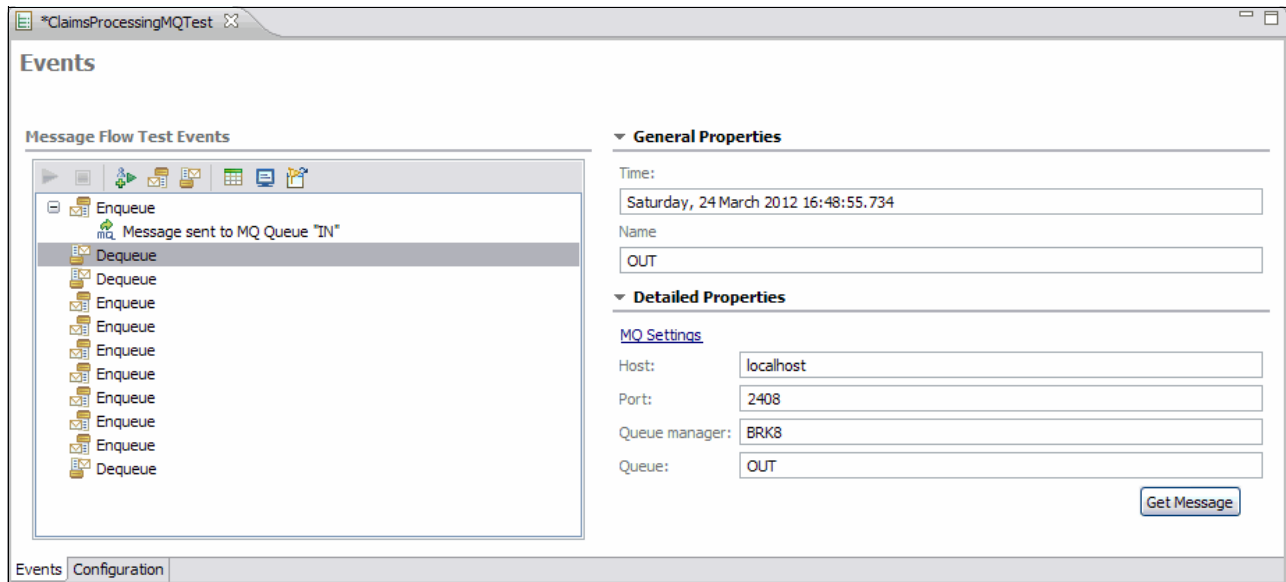 *ClaimsProcessingMQTest
Events
Message Flow Test Events
Enqueue
mq Message sent to MQ Queue "IN"
Dequeue
Dequeue
Enqueue
Enqueue
Enqueue
Enqueue
Enqueue
Enqueue
Enqueue
Dequeue
General Properties
Time:
Saturday, 24 March 2012 16:48:55.734
Name
OUT
Detailed Properties
MQ Settings
Host: localhost
Port: 2408
Queue manager: BRK8
Queue: OUT
Get Message
Events Configuration